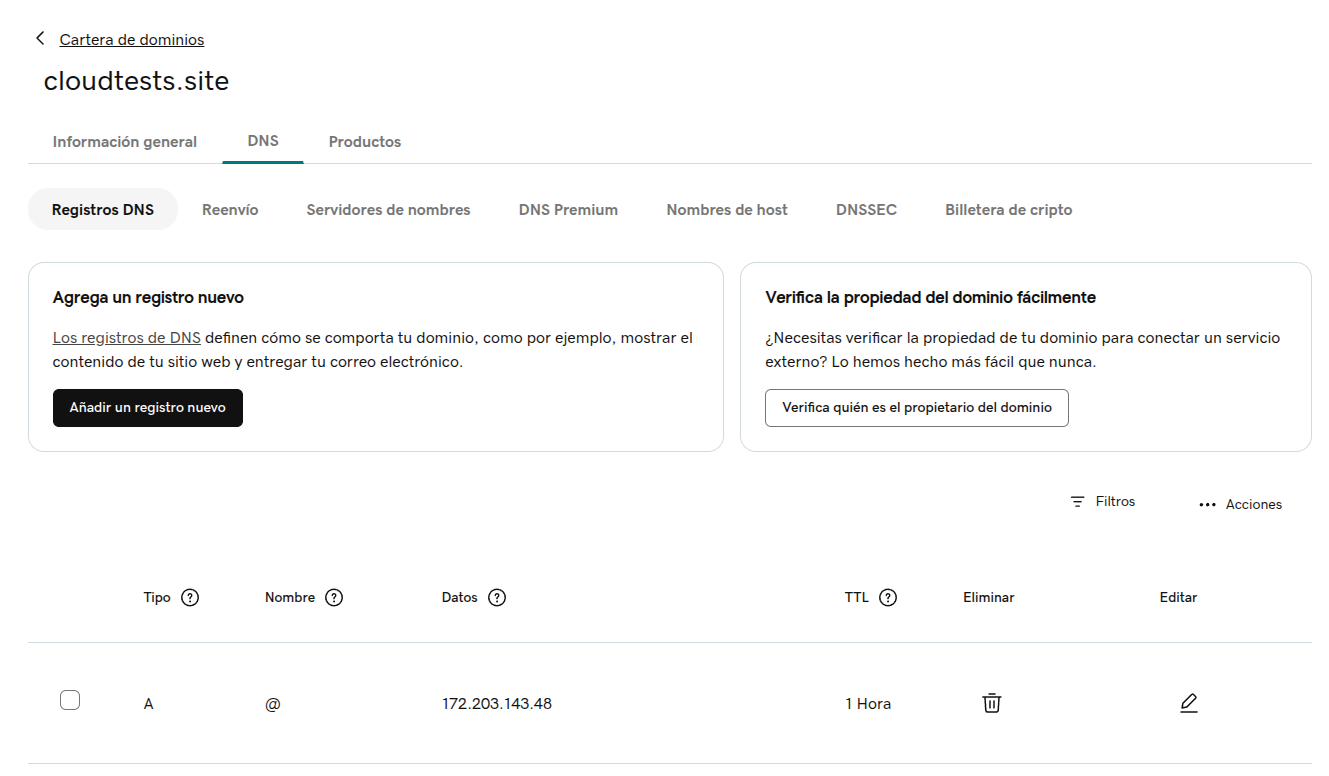 Cartera de dominios
cloudtests.site
Información general DNS Productos
Registros DNS Reenvío Servidores de nombres DNS Premium Nombres de host DNSSEC Billetera de cripto
Agrega un registro nuevo
Los registros de DNS definen cómo se comporta tu dominio, como por ejemplo, mostrar el
contenido de tu sitio web y entregar tu correo electrónico.
Añadir un registro nuevo
Verifica la propiedad del dominio fácilmente
¿Necesitas verificar la propiedad de tu dominio para conectar un servicio
externo? Lo hemos hecho más fácil que nunca.
Verifica quién es el propietario del dominio
Filtros ••• Acciones
Tipo ? Nombre ? Datos ? TTL ? Eliminar Editar
A @ 172.203.143.48 1 Hora